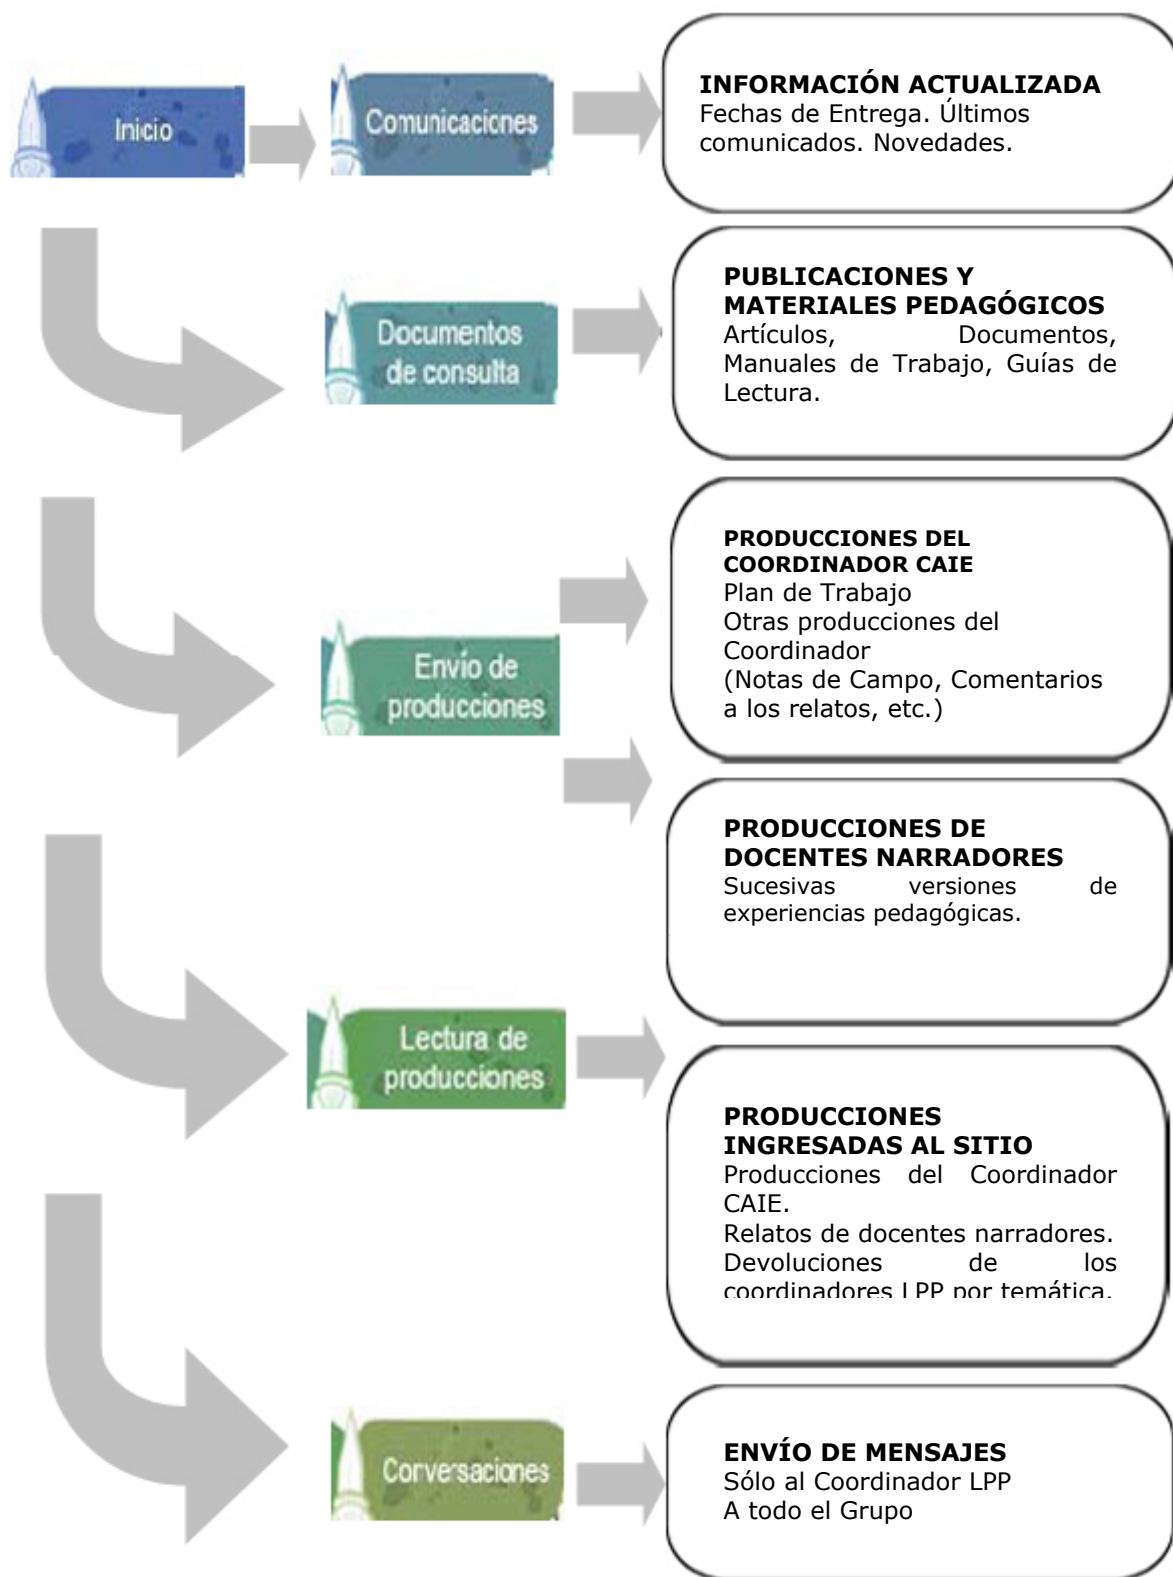 Inicio
Comunicaciones
INFORMACIÓN ACTUALIZADA
Fechas de Entrega. Últimos
comunicados. Novedades.
Documentos
de consulta
PUBLICACIONES Y
MATERIALES PEDAGÓGICOS
Artículos, Documentos,
Manuales de Trabajo, Guías de
Lectura.
Envío de
producciones
PRODUCCIONES DEL
COORDINADOR CAIE
Plan de Trabajo
Otras producciones del
Coordinador
(Notas de Campo, Comentarios
a los relatos, etc.)
PRODUCCIONES DE
DOCENTES NARRADORES
Sucesivas versiones de
experiencias pedagógicas.
Lectura de
producciones
PRODUCCIONES
INGRESADAS AL SITIO
Producciones del Coordinador
CAIE.
Relatos de docentes narradores.
Devoluciones de los
coordinadores LPP por temática.
Conversaciones
ENVÍO DE MENSAJES
Sólo al Coordinador LPP
A todo el Grupo